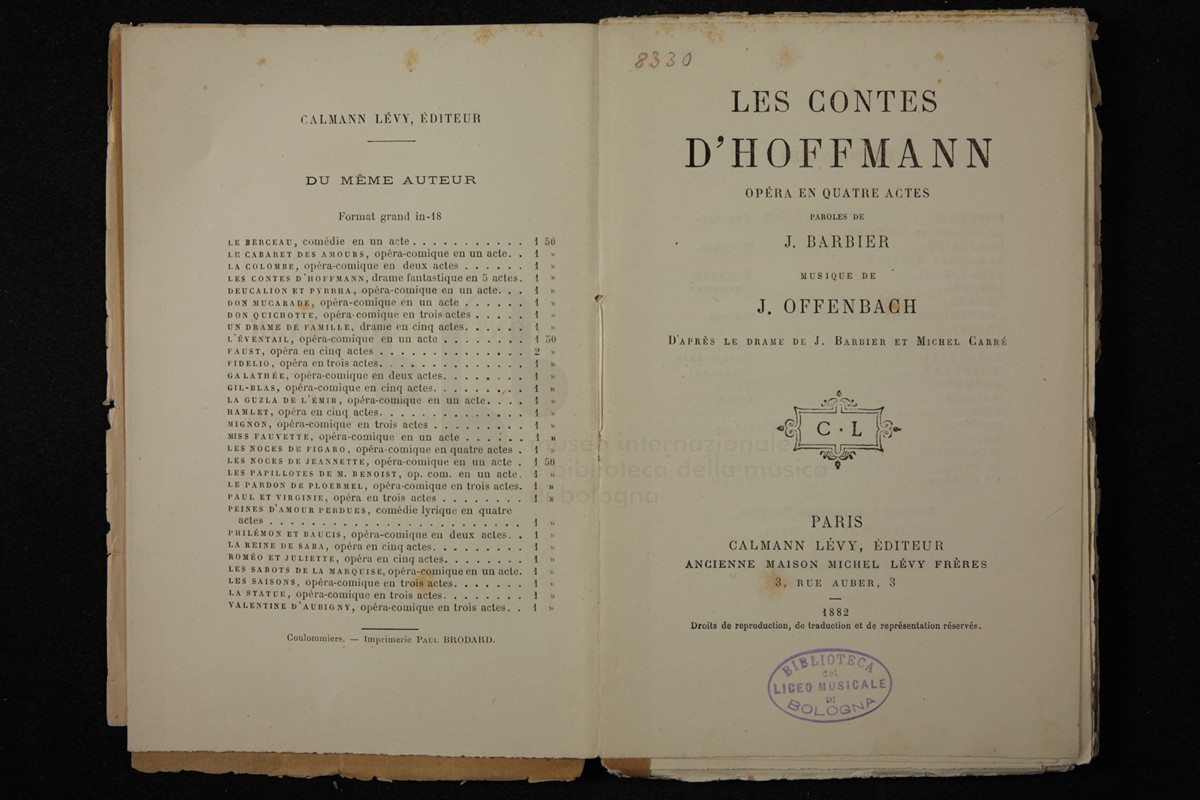 CALMANN LÉVY, ÉDITEUR
DU MÊME AUTEUR
Format grand in-18
LE BERCEAU, comédie en un acte . . . . . . . . . . . 1 50
LE CABARET DES AMOURS, opéra-comique en un acte. . 1 »
LA COLOMBE, opéra-comique en deux actes . . . . . . 1 »
LES CONTES D'HOFFMANN, drame fantastique en 5 actes. 1 »
DEUCALION ET PYRRHA, opéra-comique en un acte. . . 1 »
DON MUCARADE, opéra-comique en un acte . . . . . . 1 »
DON QUICHOTTE, opéra-comique en trois actes . . . . . 1 »
UN DRAME DE FAMILLE, drame en cinq actes. . . . . . 1 »
L'ÉVENTAIL, opéra-comique en un acte . . . . . . . . 1 50
FAUST, opéra en cinq actes . . . . . . . . . . . . . . 2 »
FIDELIO, opéra en trois actes. . . . . . . . . . . . . . 1 »
GALATHÉE, opéra-comique en deux actes. . . . . . . . 1 »
GIL-BLAS, opéra-comique en cinq actes. . . . . . . . . 1 »
LA GUZLA DE L'ÉMIR, opéra-comique en un acte. . . . 1 »
HAMLET, opéra en cinq actes. . . . . . . . . . . . . . 1 »
MIGNON, opéra-comique en trois actes . . . . . . . . . 1 »
MISS FAUVETTE, opéra-comique en un acte . . . . . . 1 »
LES NOCES DE FIGARO, opéra-comique en quatre actes . 1 »
LES NOCES DE JEANNETTE, opéra-comique en un acte . 1 50
LES PAPILLOTES DE M. BENOIST, op. com. en un acte. 1 »
LE PARDON DE PLOERMEL, opéra-comique en trois actes. 1 »
PAUL ET VIRGINIE, opéra en trois actes . . . . . . . . 1 »
PEINES D'AMOUR PERDUES, comédie lyrique en quatre
actes . . . . . . . . . . . . . . . . . . . . . . . . 1 »
PHILÉMON ET BAUCIS, opéra-comique en deux actes. . 1 »
LA REINE DE SABA, opéra en cinq actes. . . . . . . . . 1 »
ROMÉO ET JULIETTE, opéra en cinq actes. . . . . . . . 1 »
LES SABOTS DE LA MARQUISE, opéra-comique en un acte. 1 »
LES SAISONS, opéra-comique en trois actes. . . . . . . 1 »
LA STATUE, opéra-comique en trois actes. . . . . . . . 1 »
VALENTINE D'AUBIGNY, opéra-comique en trois actes. . 1 »
Coulommiers. — Imprimerie PAUL BRODARD.
8330
LES CONTES
D'HOFFMANN
OPÉRA EN QUATRE ACTES
PAROLES DE
J. BARBIER
MUSIQUE DE
J. OFFENBACH
D'APRÈS LE DRAME DE J. BARBIER ET MICHEL CARRÉ
C · L
PARIS
CALMANN LÉVY, ÉDITEUR
ANCIENNE MAISON MICHEL LÉVY FRÈRES
3, RUE AUBER, 3
1882
Droits de reproduction, de traduction et de représentation réservés.
BIBLIOTECA
del
LICEO MUSICALE
DI
BOLOGNA
museo internazionale
e biblioteca della musica
di bologna